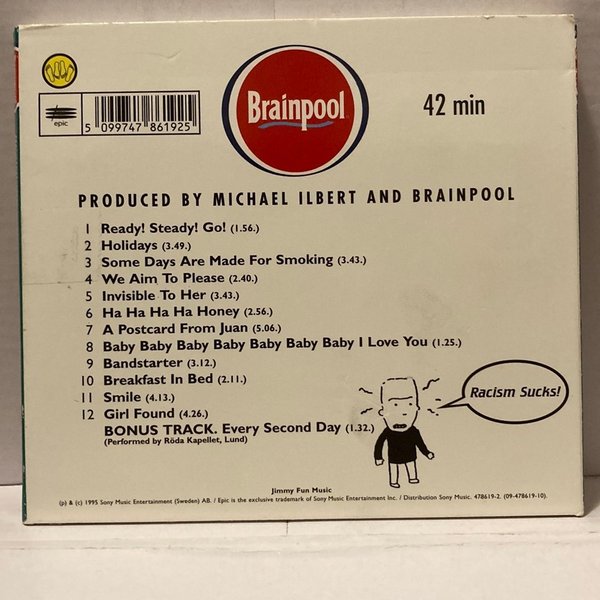 epic
5 099747 861925
Brainpool
42 min
PRODUCED BY MICHAEL ILBERT AND BRAINPOOL
1 Ready! Steady! Go! (1.56.)
2 Holidays (3.49.)
3 Some Days Are Made For Smoking (3.43.)
4 We Aim To Please (2.40.)
5 Invisible To Her (3.43.)
6 Ha Ha Ha Ha Honey (2.56.)
7 A Postcard From Juan (5.06.)
8 Baby Baby Baby Baby Baby Baby Baby I Love You (1.25.)
9 Bandstarter (3.12.)
10 Breakfast In Bed (2.11.)
11 Smile (4.13.)
12 Girl Found (4.26.)
BONUS TRACK. Every Second Day (1.32.)
(Performed by Röda Kapellet, Lund)
Racism Sucks!
Jimmy Fun Music
(p) & (c) 1995 Sony Music Entertainment (Sweden) AB. / Epic is the exclusive trademark of Sony Music Entertainment Inc. / Distribution Sony Music. 478619-2. (09-478619-10).